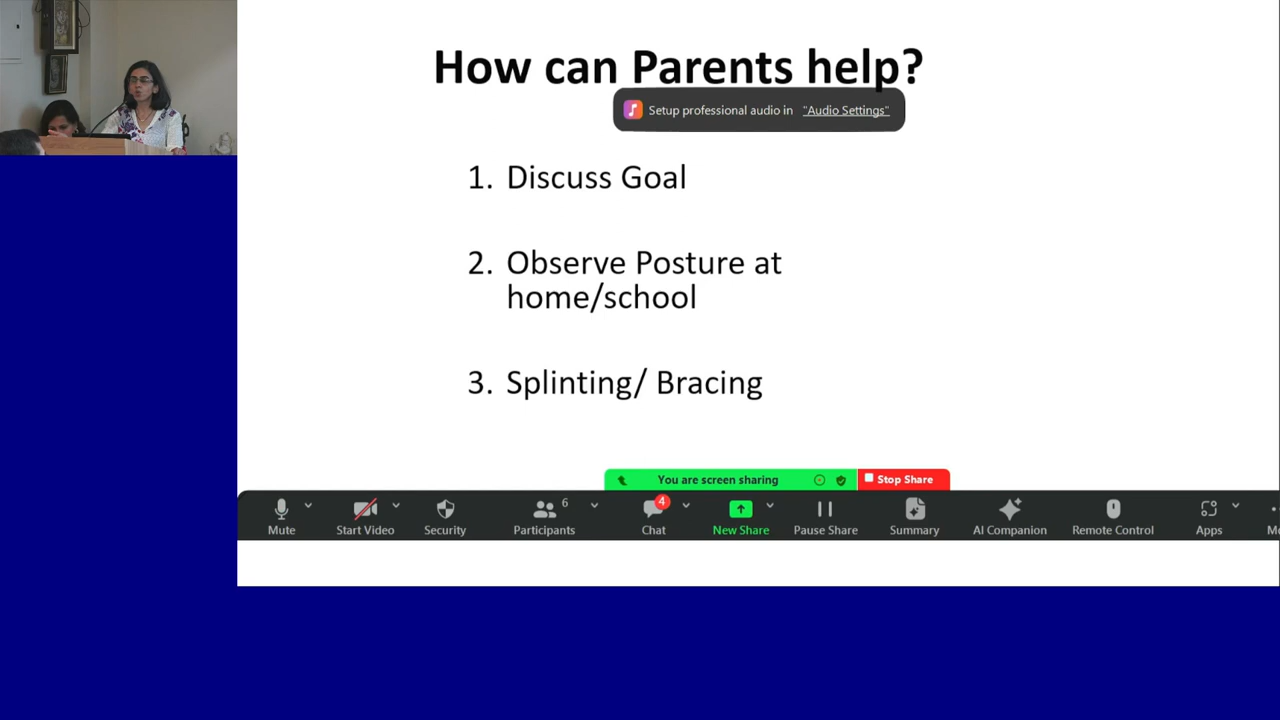 How can Parents help?
Setup professional audio in "Audio Settings"
1. Discuss Goal
2. Observe Posture at
home/school
3. Splinting/ Bracing
You are screen sharing
Stop Share
Mute
Start Video
Security
Participants 6
Chat 4
New Share
Pause Share
Summary
AI Companion
Remote Control
Apps